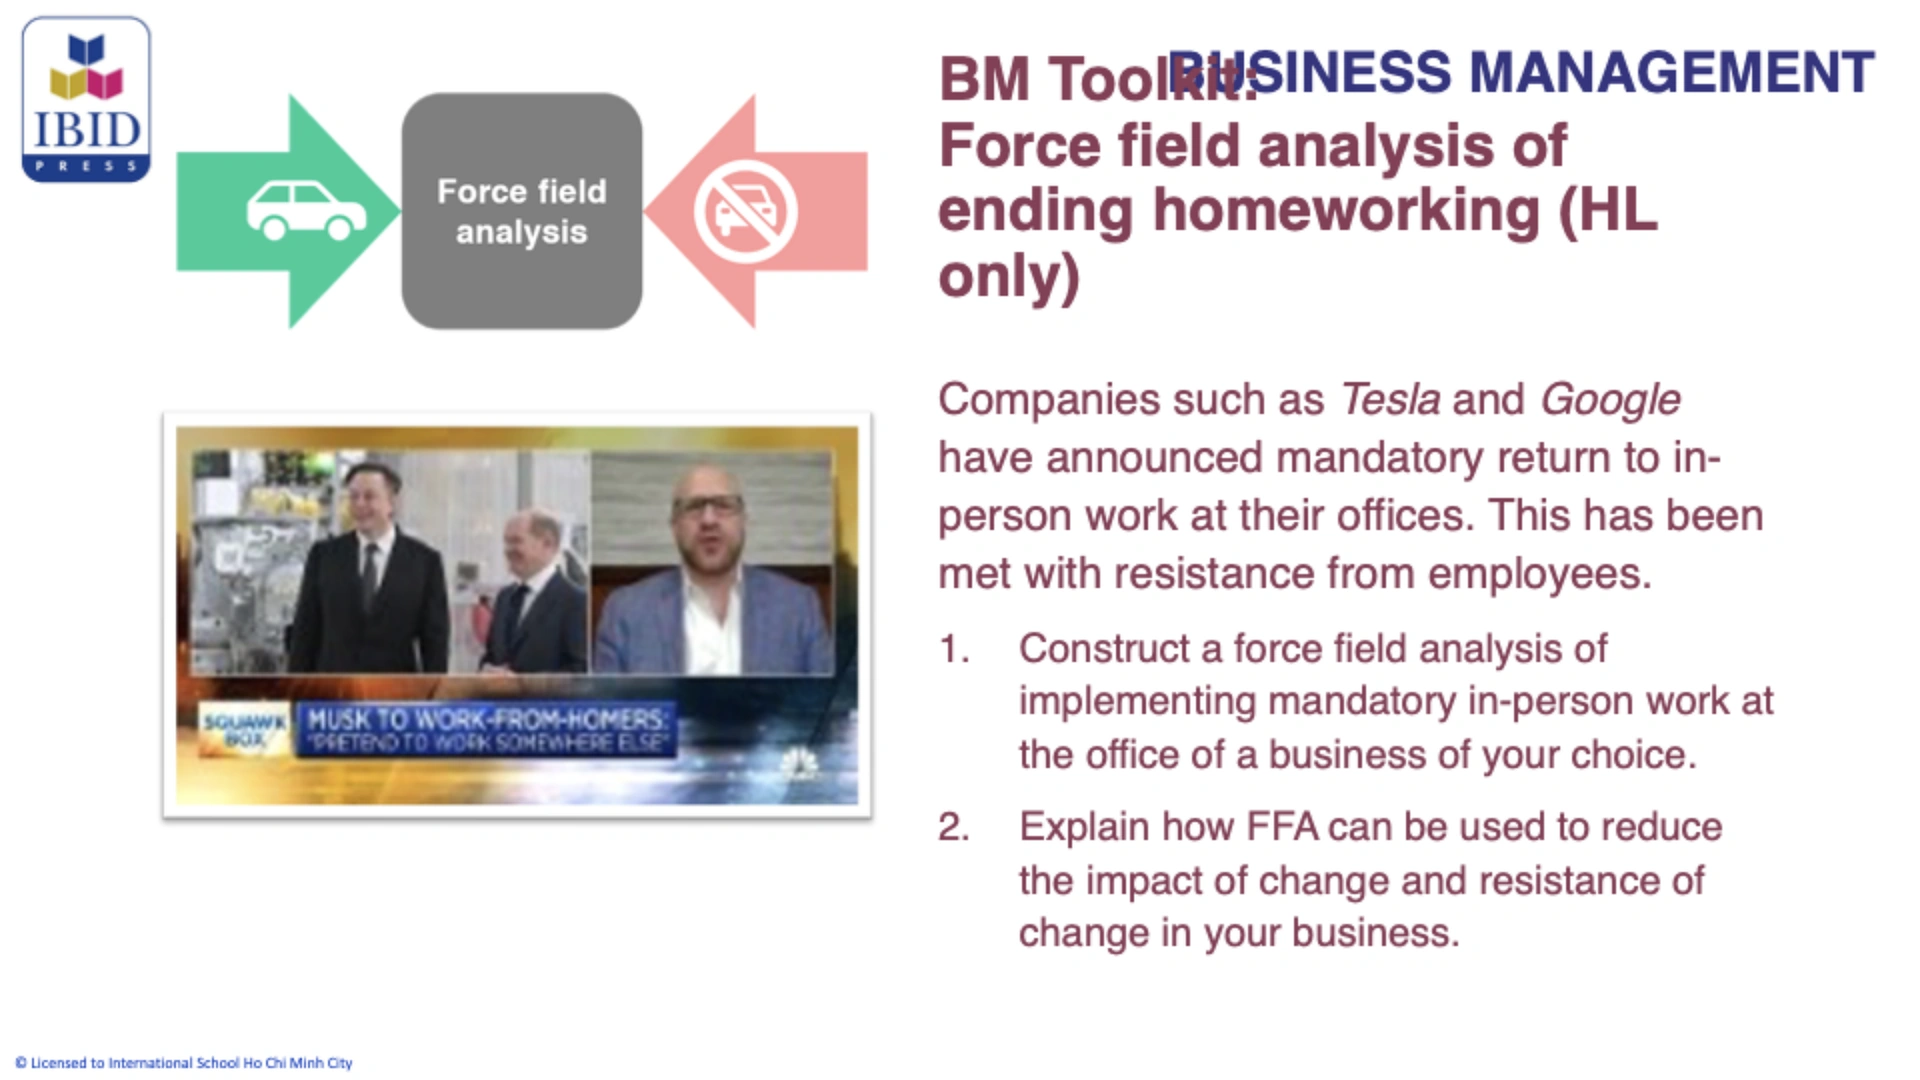 IBID
PRESS
BUSINESS MANAGEMENT
BM Toolkit:
Force field analysis of
ending homeworking (HL
only)
Force field
analysis
Companies such as Tesla and Google
have announced mandatory return to in-
person work at their offices. This has been
met with resistance from employees.
1. Construct a force field analysis of
implementing mandatory in-person work at
the office of a business of your choice.
2. Explain how FFA can be used to reduce
the impact of change and resistance of
change in your business.
SQUAWK
BOX
MUSK TO WORK-FROM-HOMERS:
"PRETEND TO WORK SOMEWHERE ELSE"
© Licensed to International School Ho Chi Minh City